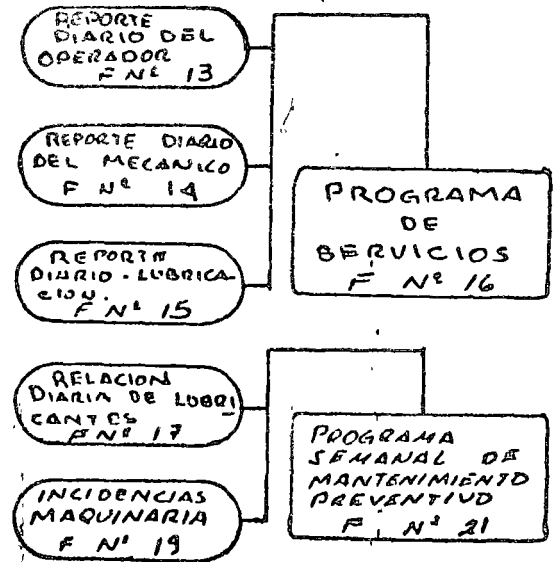 REPORTE
DIARIO DEL
OPERADOR
F Nº 13
REPORTE DIARIO
DEL MECANICO
F Nº 14
REPORTE
DIARIO - LUBRICA-
CION.
F Nº 15
PROGRAMA
DE
SERVICIOS
F Nº 16
RELACION
DIARIA DE LUBRI
CANTES
F Nº 17
INCIDENCIAS
MAQUINARIA
F Nº 19
PROGRAMA
SEMANAL DE
MANTENIMIENTO
PREVENTIVO
F Nº 21